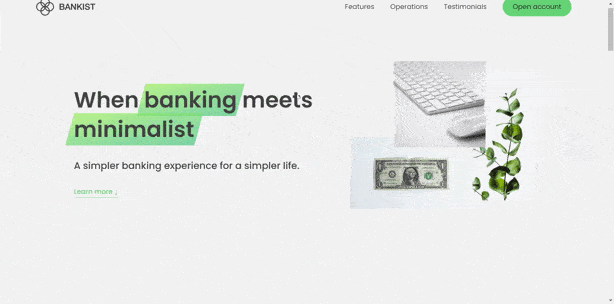 BANKIST
Features Operations Testimonials Open account
When banking meets
minimalist
A simpler banking experience for a simpler life.
Learn more ↓